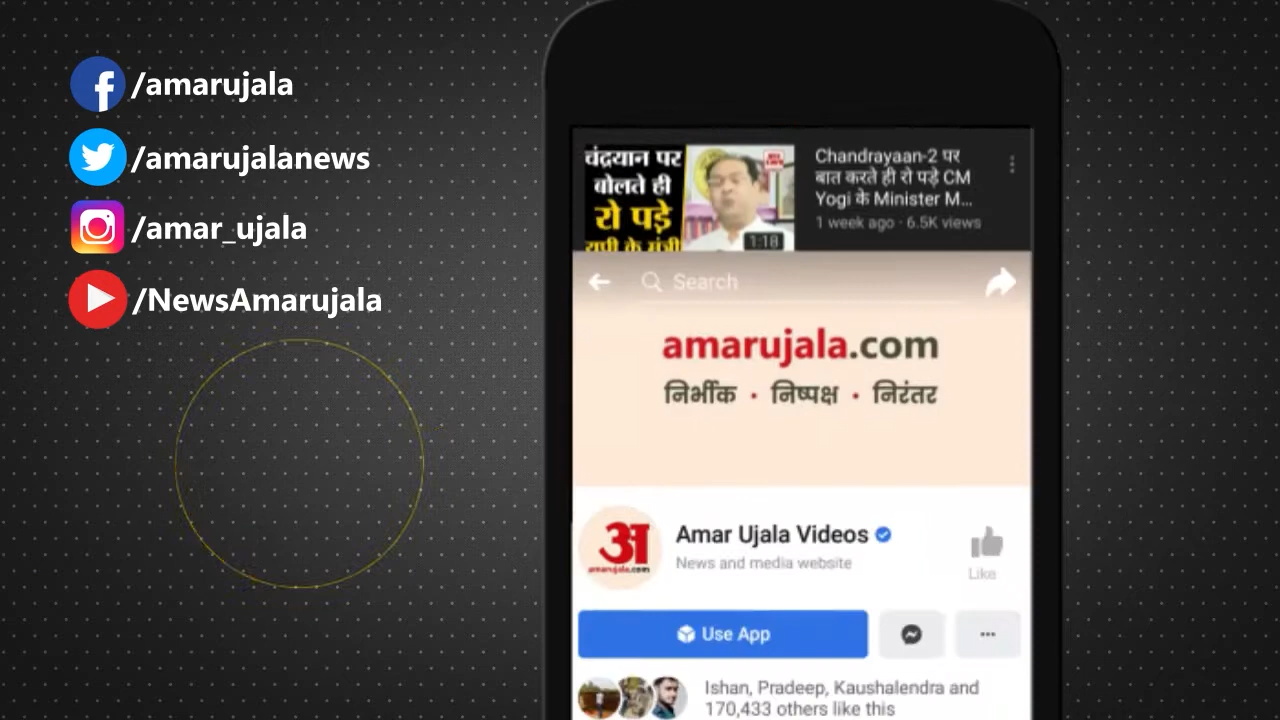 /amarujala
/amarujalanews
/amar_ujala
/NewsAmarujala
चंद्रयान पर
बोलते ही
रो पड़े
यूपी के मंत्री
1:18
Chandrayaan-2 पर
बात करते ही रो पड़े CM
Yogi के Minister M...
1 week ago · 6.5K views
Search
amarujala.com
निर्भीक • निष्पक्ष • निरंतर
अ
amarujala.com
Amar Ujala Videos
News and media website
Like
Use App
Ishan, Pradeep, Kaushalendra and
170,433 others like this